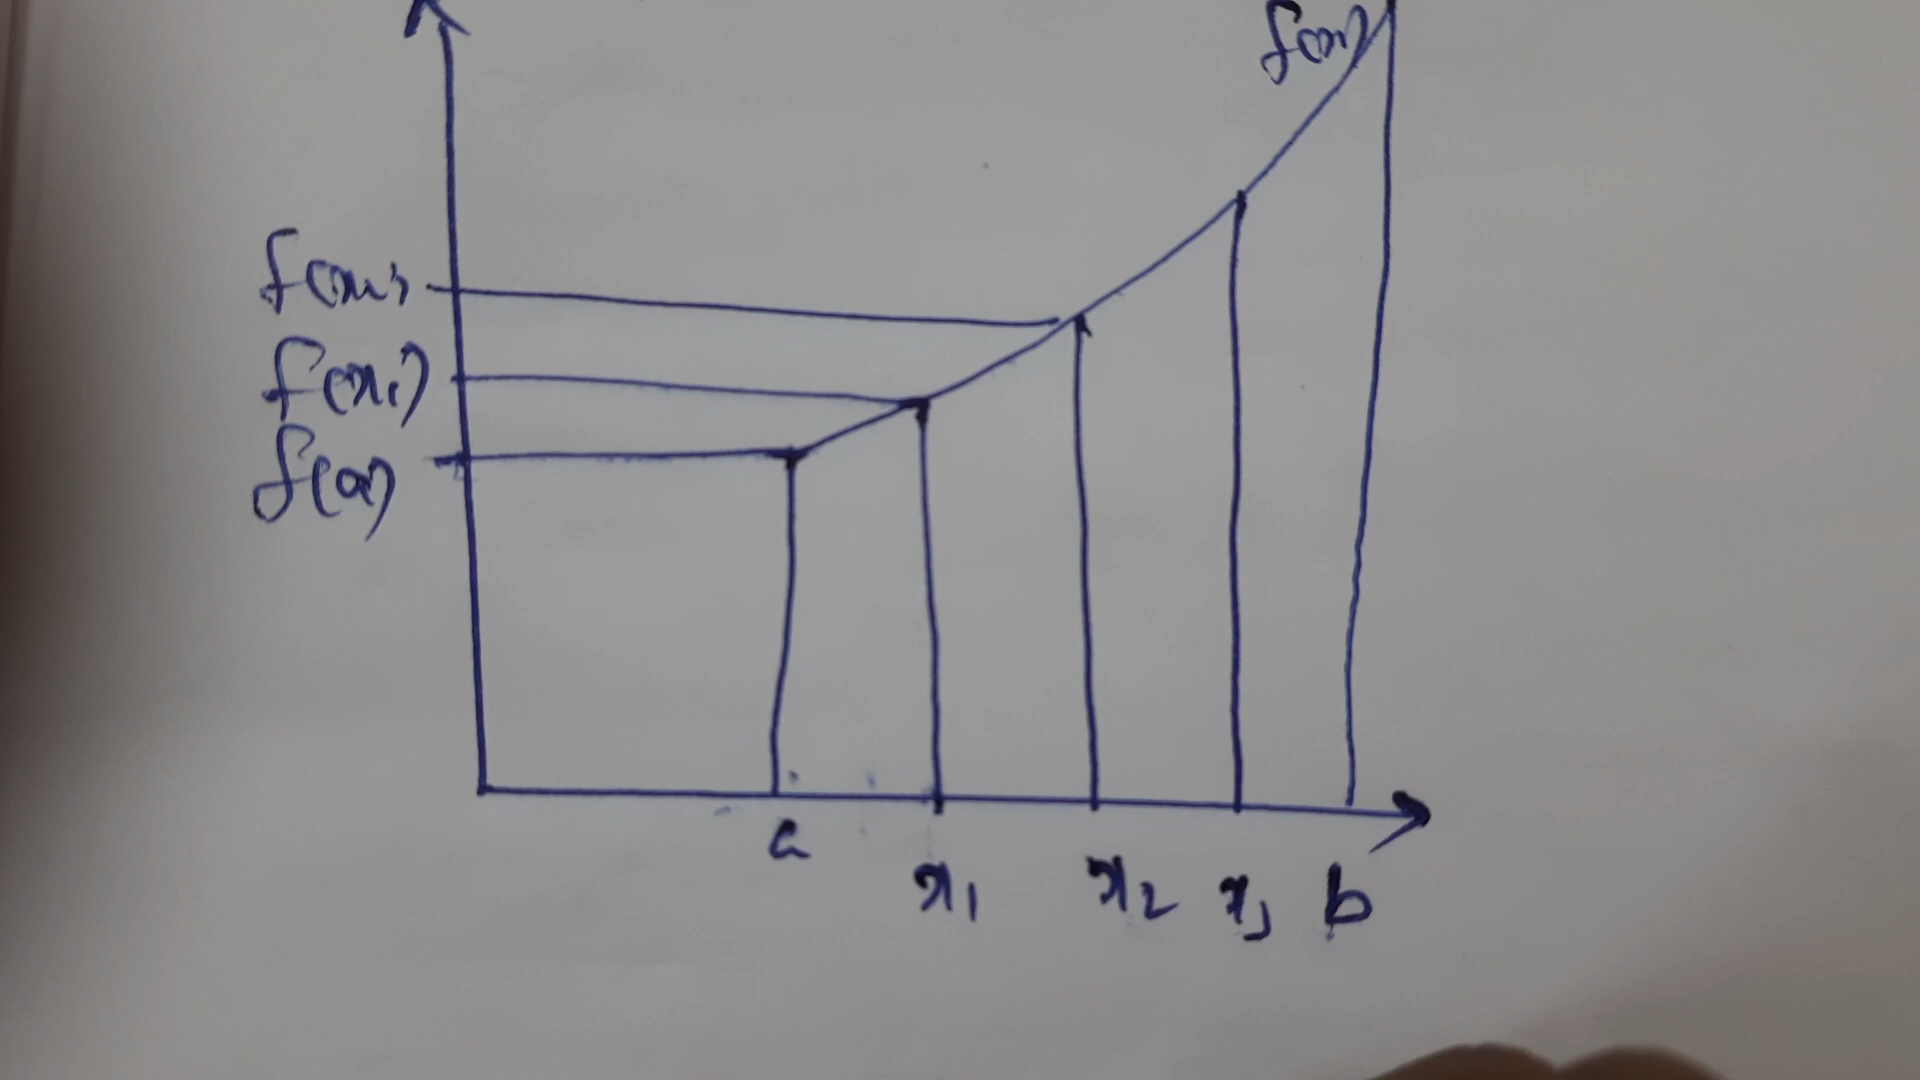 f(x)
f(x₂)
f(x₁)
f(a)
a
x₁ x₂ x₃ b